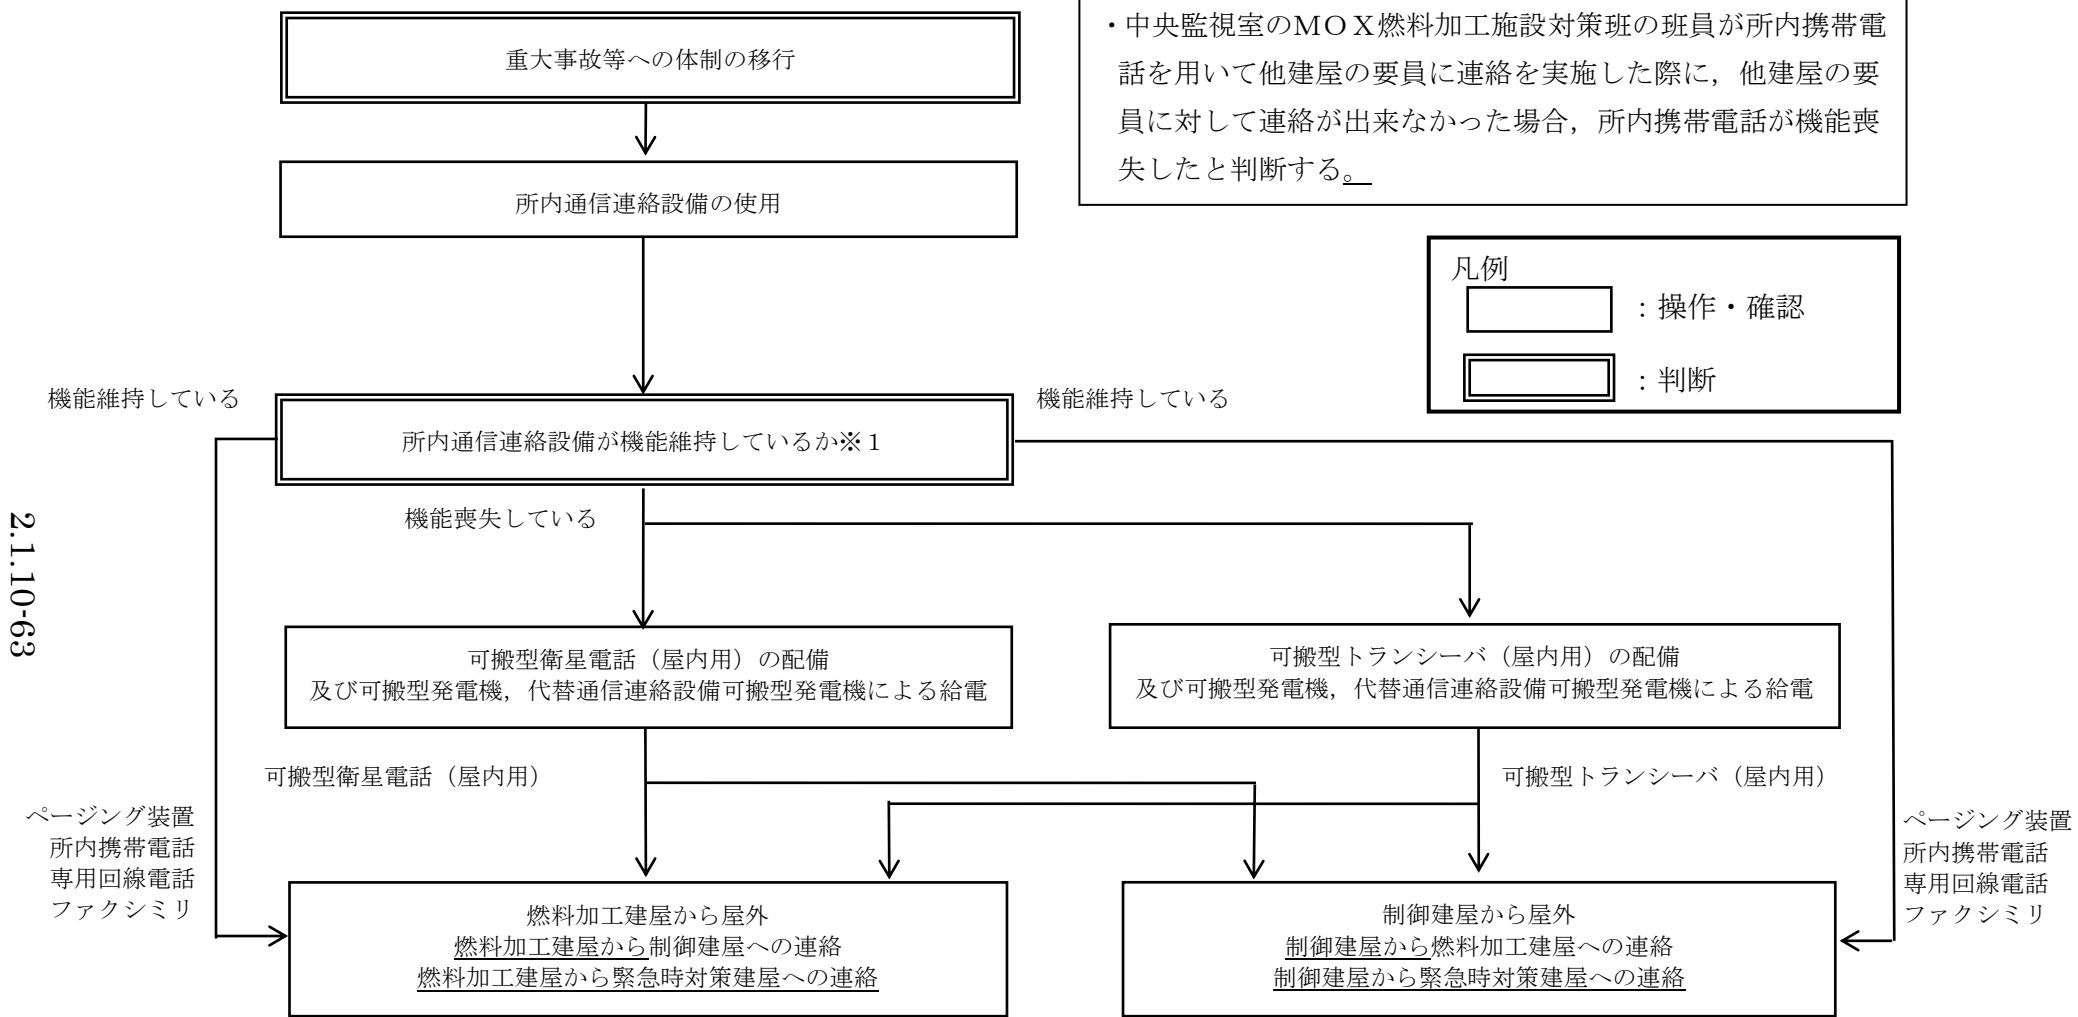 ・中央監視室のＭＯＸ燃料加工施設対策班の班員が所内携帯電
話を用いて他建屋の要員に連絡を実施した際に，他建屋の要
員に対して連絡が出来なかった場合，所内携帯電話が機能喪
失したと判断する。
重大事故等への体制の移行
所内通信連絡設備の使用
凡例
：操作・確認
：判断
機能維持している
機能維持している
所内通信連絡設備が機能維持しているか※１
機能喪失している
可搬型衛星電話（屋内用）の配備
及び可搬型発電機，代替通信連絡設備可搬型発電機による給電
可搬型トランシーバ（屋内用）の配備
及び可搬型発電機，代替通信連絡設備可搬型発電機による給電
可搬型衛星電話（屋内用）
可搬型トランシーバ（屋内用）
ページング装置
所内携帯電話
専用回線電話
ファクシミリ
ページング装置
所内携帯電話
専用回線電話
ファクシミリ
燃料加工建屋から屋外
燃料加工建屋から制御建屋への連絡
燃料加工建屋から緊急時対策建屋への連絡
制御建屋から屋外
制御建屋から燃料加工建屋への連絡
制御建屋から緊急時対策建屋への連絡
2.1.10-63